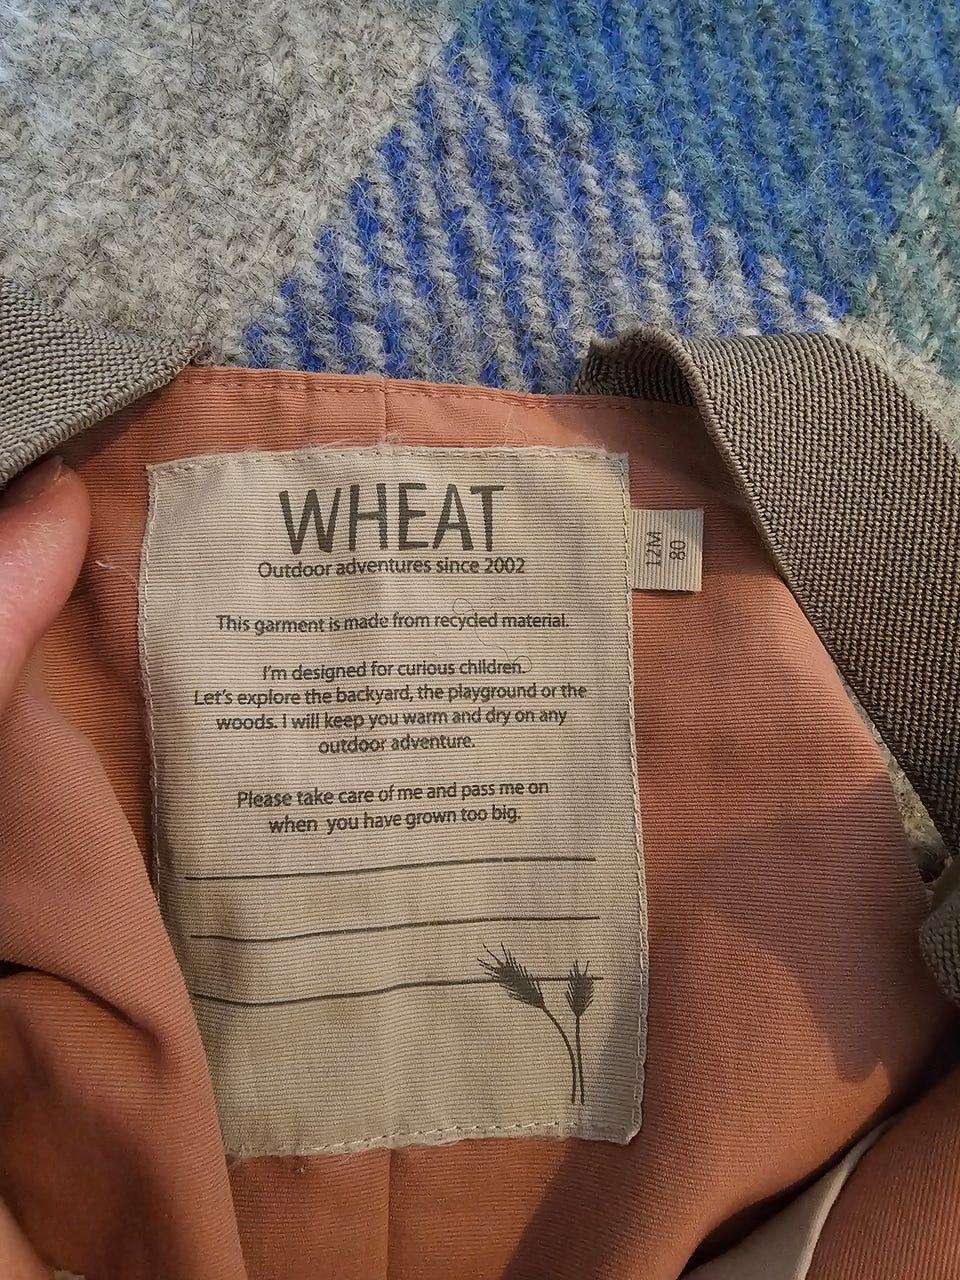 WHEAT
Outdoor adventures since 2002
12M
80
This garment is made from recycled material.
I'm designed for curious children.
Let's explore the backyard, the playground or the
woods. I will keep you warm and dry on any
outdoor adventure.
Please take care of me and pass me on
when you have grown too big.